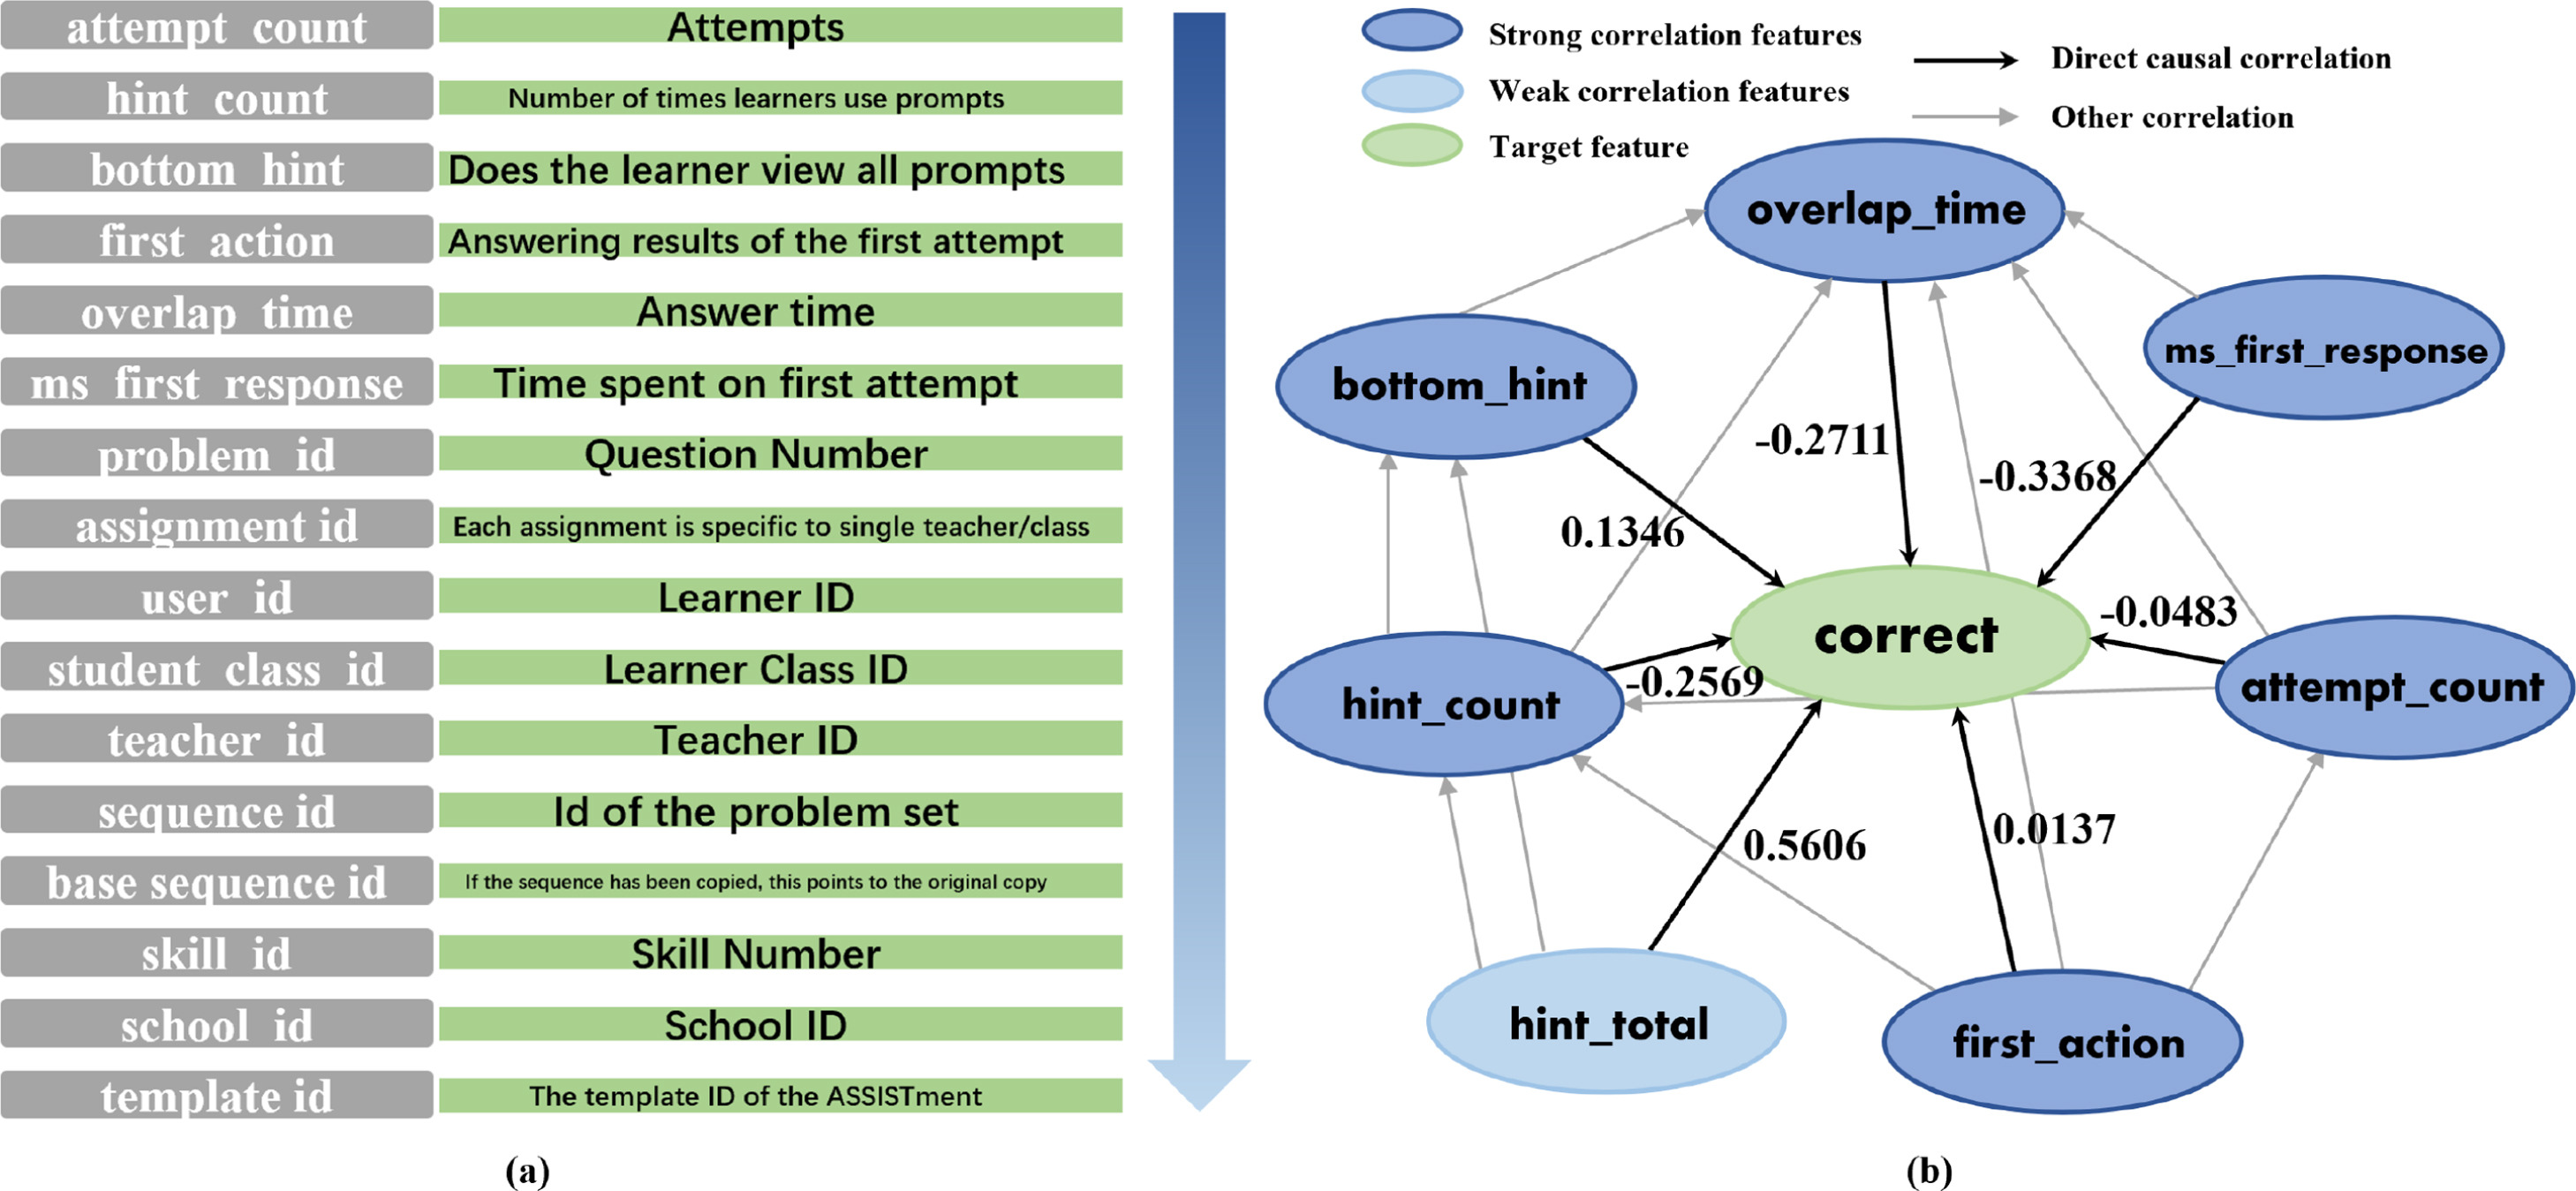 attempt count Attempts
hint count Number of times learners use prompts
bottom hint Does the learner view all prompts
first action Answering results of the first attempt
overlap time Answer time
ms first response Time spent on first attempt
problem id Question Number
assignment id Each assignment is specific to single teacher/class
user id Learner ID
student class id Learner Class ID
teacher id Teacher ID
sequence id Id of the problem set
base sequence id If the sequence has been copied, this points to the original copy
skill id Skill Number
school id School ID
template id The template ID of the ASSISTment
(a)
Strong correlation features
Weak correlation features
Target feature
Direct causal correlation
Other correlation
overlap_time
ms_first_response
bottom_hint
-0.2711
-0.3368
0.1346
-0.0483
correct
-0.2569
hint_count
attempt_count
0.5606
0.0137
hint_total
first_action
(b)